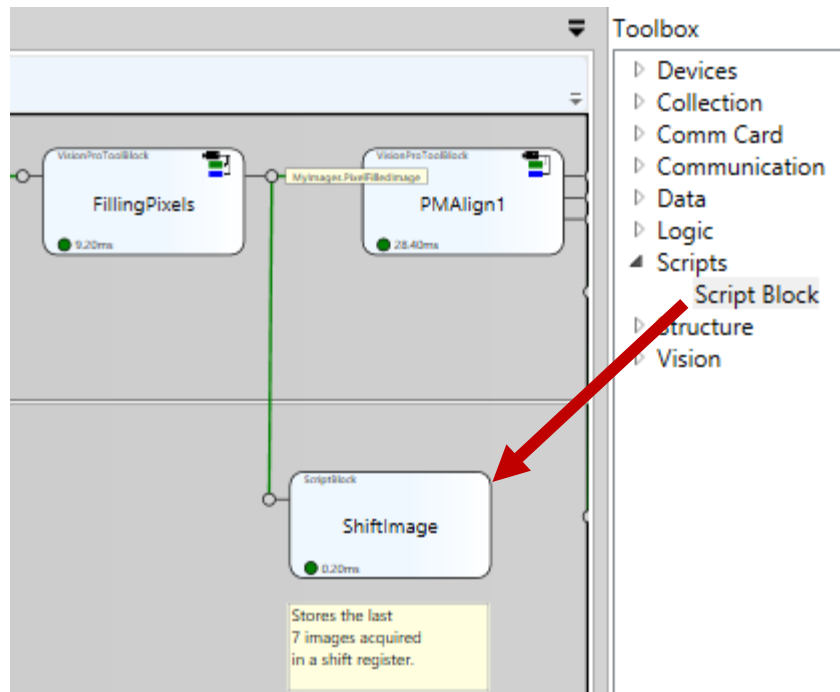 Toolbox
Devices
Collection
Comm Card
Communication
Data
Logic
Scripts
Script Block
Structure
Vision
VisionProToolBlock
FillingPixels
9.20ms
MyImages.PixelFilledImage
VisionProToolBlock
PMAlign1
28.40ms
ScriptBlock
ShiftImage
0.20ms
Stores the last
7 images acquired
in a shift register.